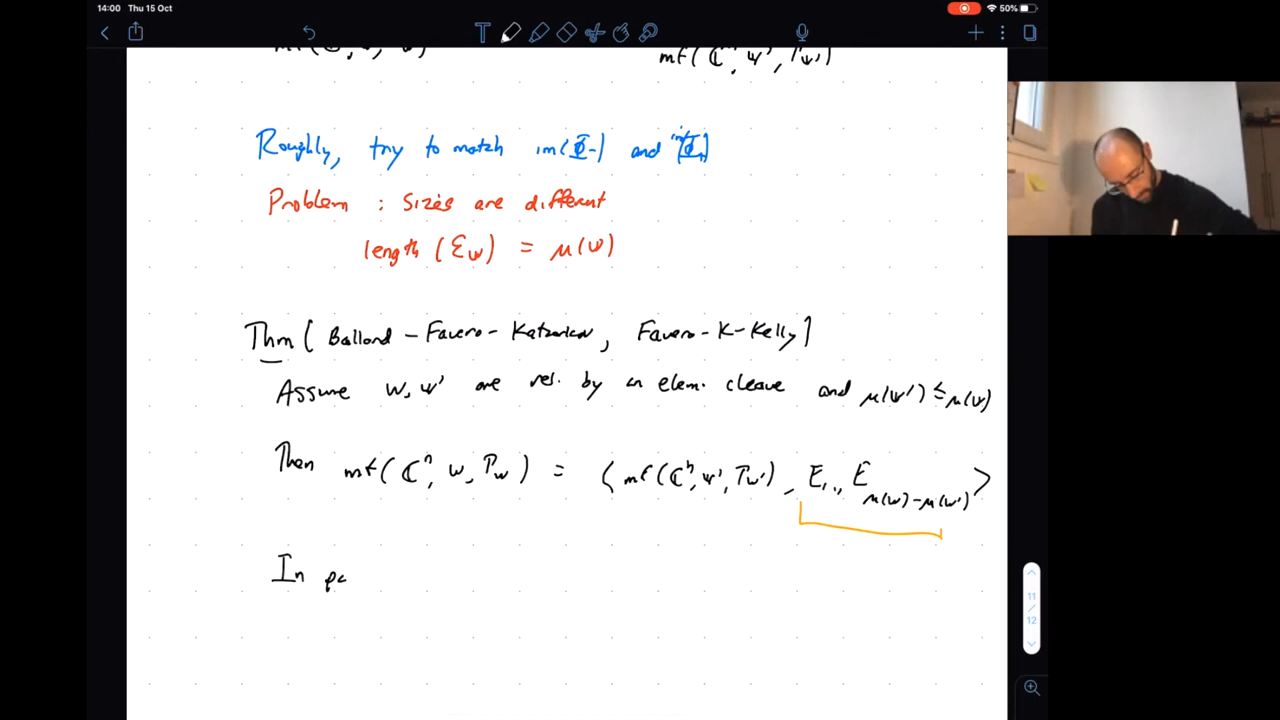 14:00 Thu 15 Oct
50%
mf(ℂⁿ, w', Γw')
Roughly, try to match im(Φ-) and
Problem : Sizes are different
length (Ew) = μ(w)
Thm [ Ballard - Favero - Katzarkov, Favero - K - Kelly ]
Assume w, w' are rel. by an elem. cleave and μ(w') ≤ μ(w)
Then mf(ℂⁿ, w, Γw) = ⟨ mf(ℂⁿ, w', Γw'), E1, .., E μ(w)-μ(w') ⟩
In pa
11
/
12